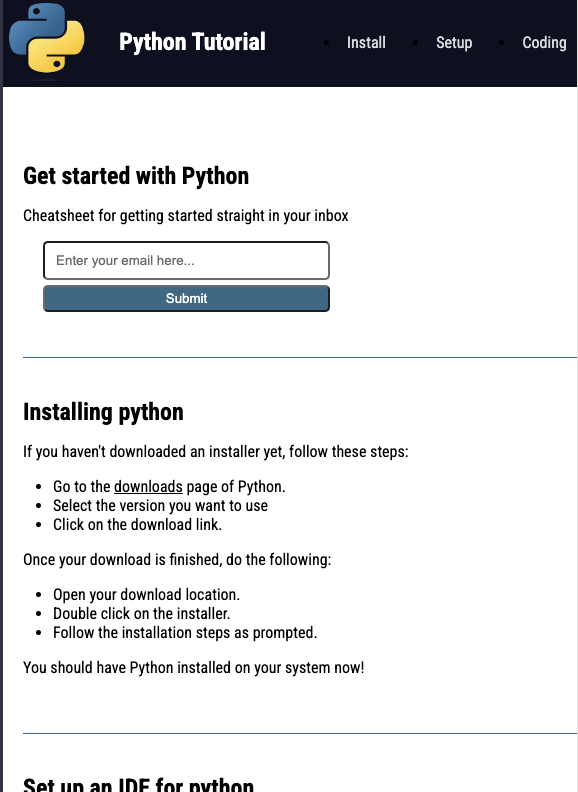 Python Tutorial
Install
Setup
Coding
Get started with Python
Cheatsheet for getting started straight in your inbox
Enter your email here...
Submit
Installing python
If you haven't downloaded an installer yet, follow these steps:
Go to the downloads page of Python.
Select the version you want to use
Click on the download link.
Once your download is finished, do the following:
Open your download location.
Double click on the installer.
Follow the installation steps as prompted.
You should have Python installed on your system now!
Set up an IDE for python